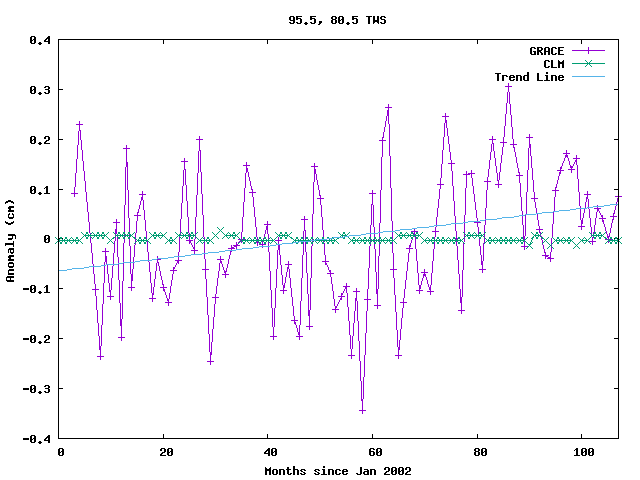 95.5, 80.5 TWS
GRACE
CLM
Trend Line
0.4
0.3
0.2
0.1
0
-0.1
-0.2
-0.3
-0.4
Anomaly (cm)
0 20 40 60 80 100
Months since Jan 2002